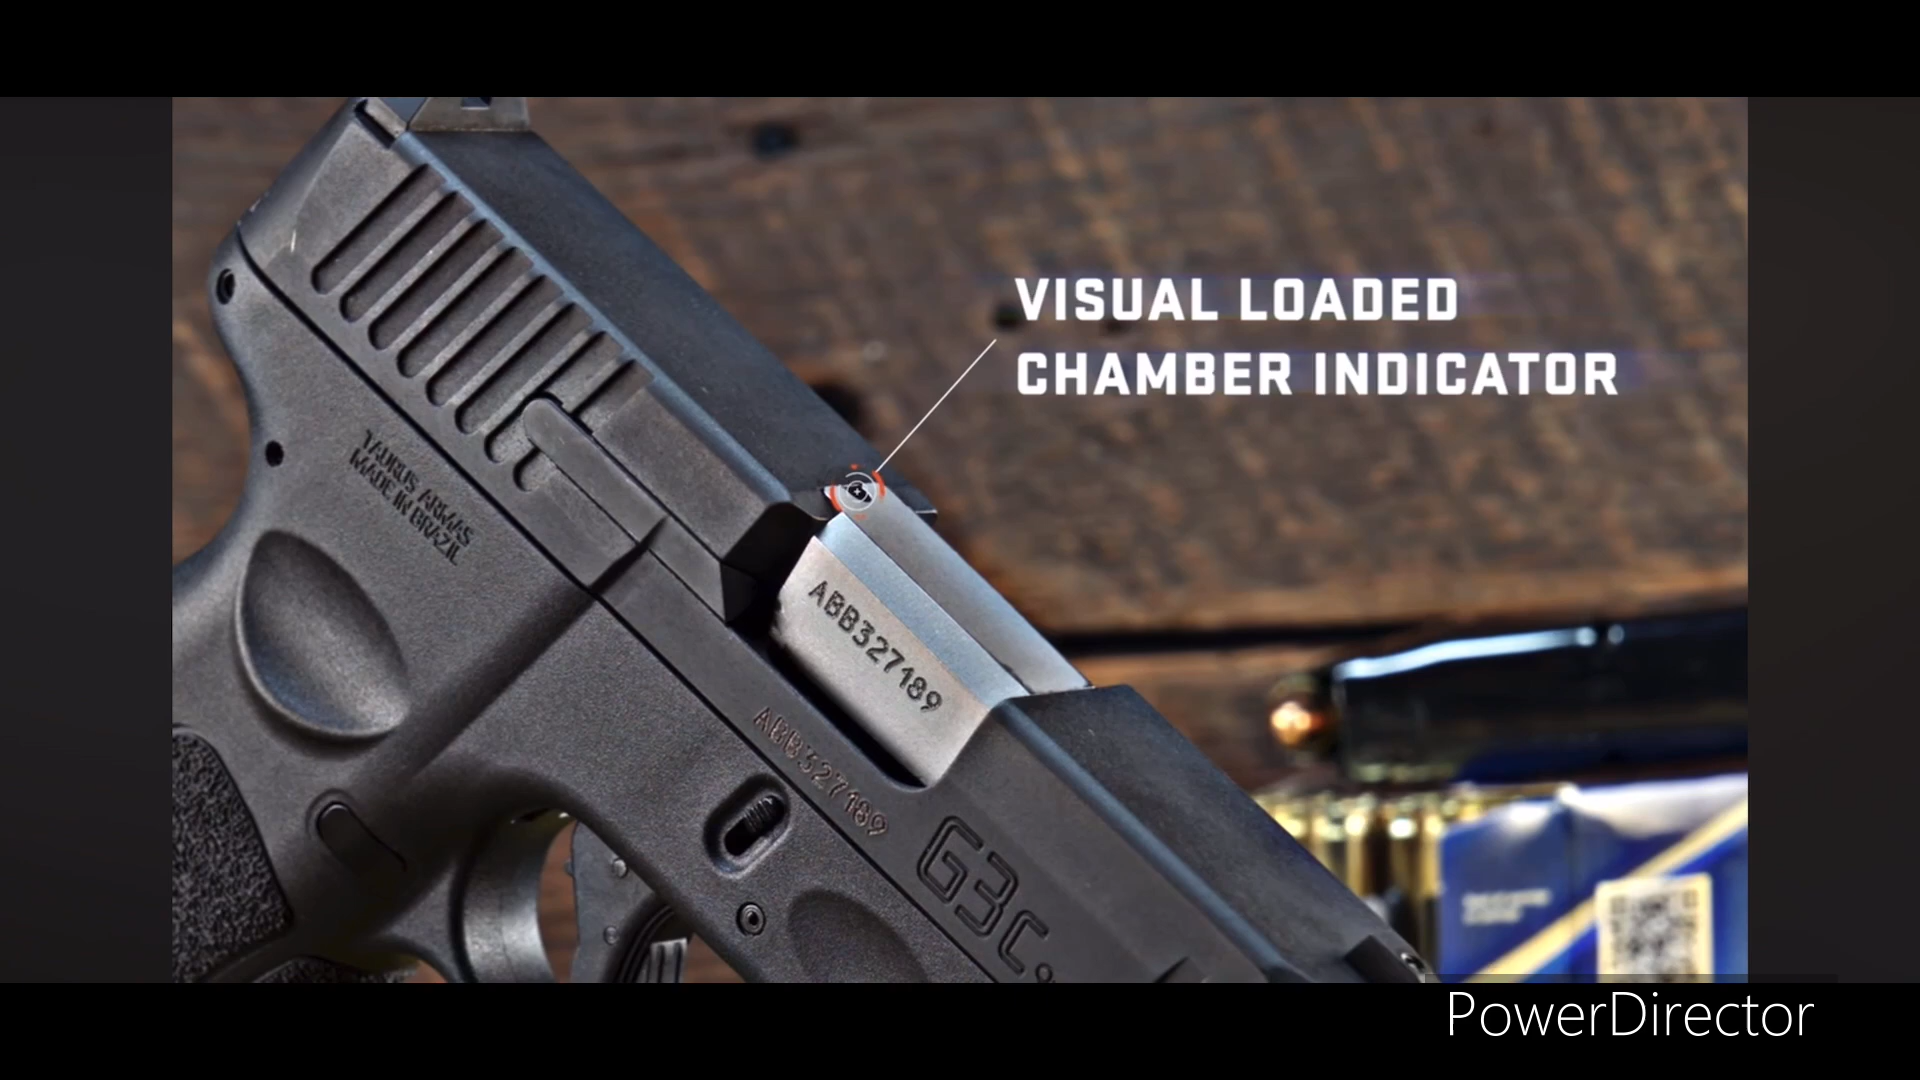 VISUAL LOADED
CHAMBER INDICATOR
TAURUS ARMAS
MADE IN BRAZIL
ABB327189
ABB327189
G3c
PowerDirector